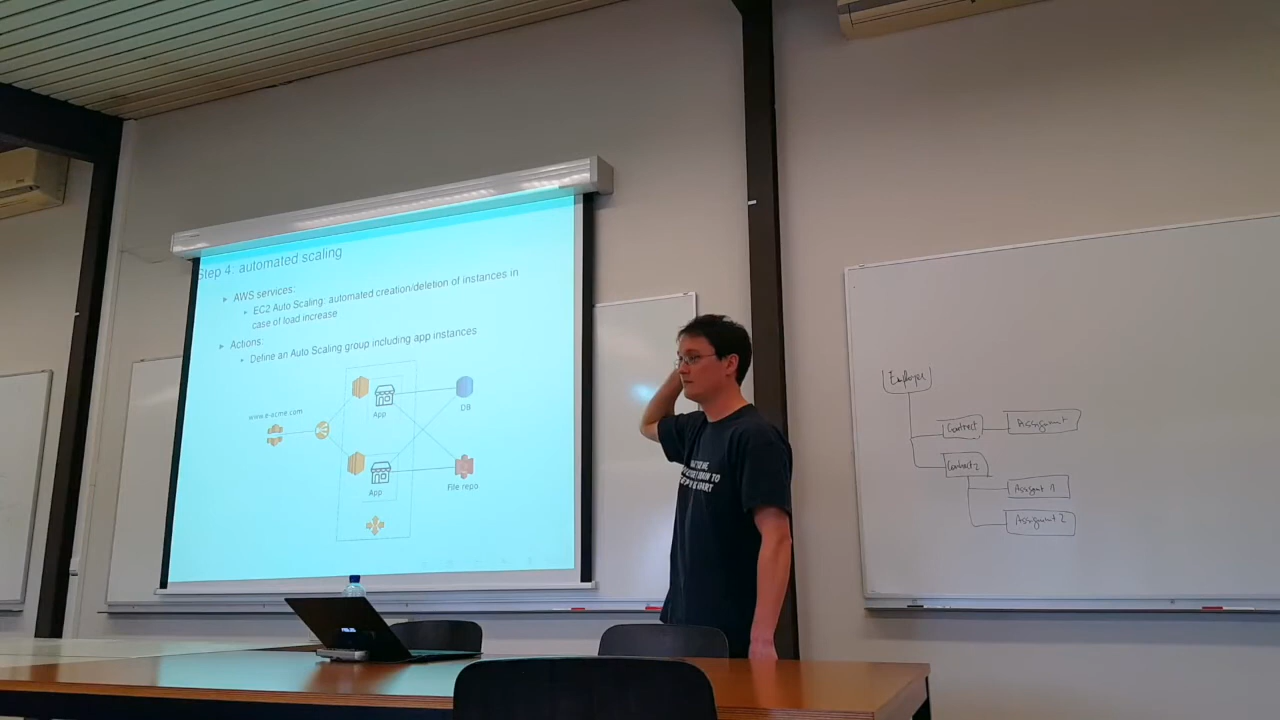 Step 4: automated scaling
AWS services:
EC2 Auto Scaling: automated creation/deletion of instances in
case of load increase
Actions:
Define an Auto Scaling group including app instances
www.e-acme.com
App
DB
App
File repo
Employee
Contract
Assignment
Contract 2
Assignment 2